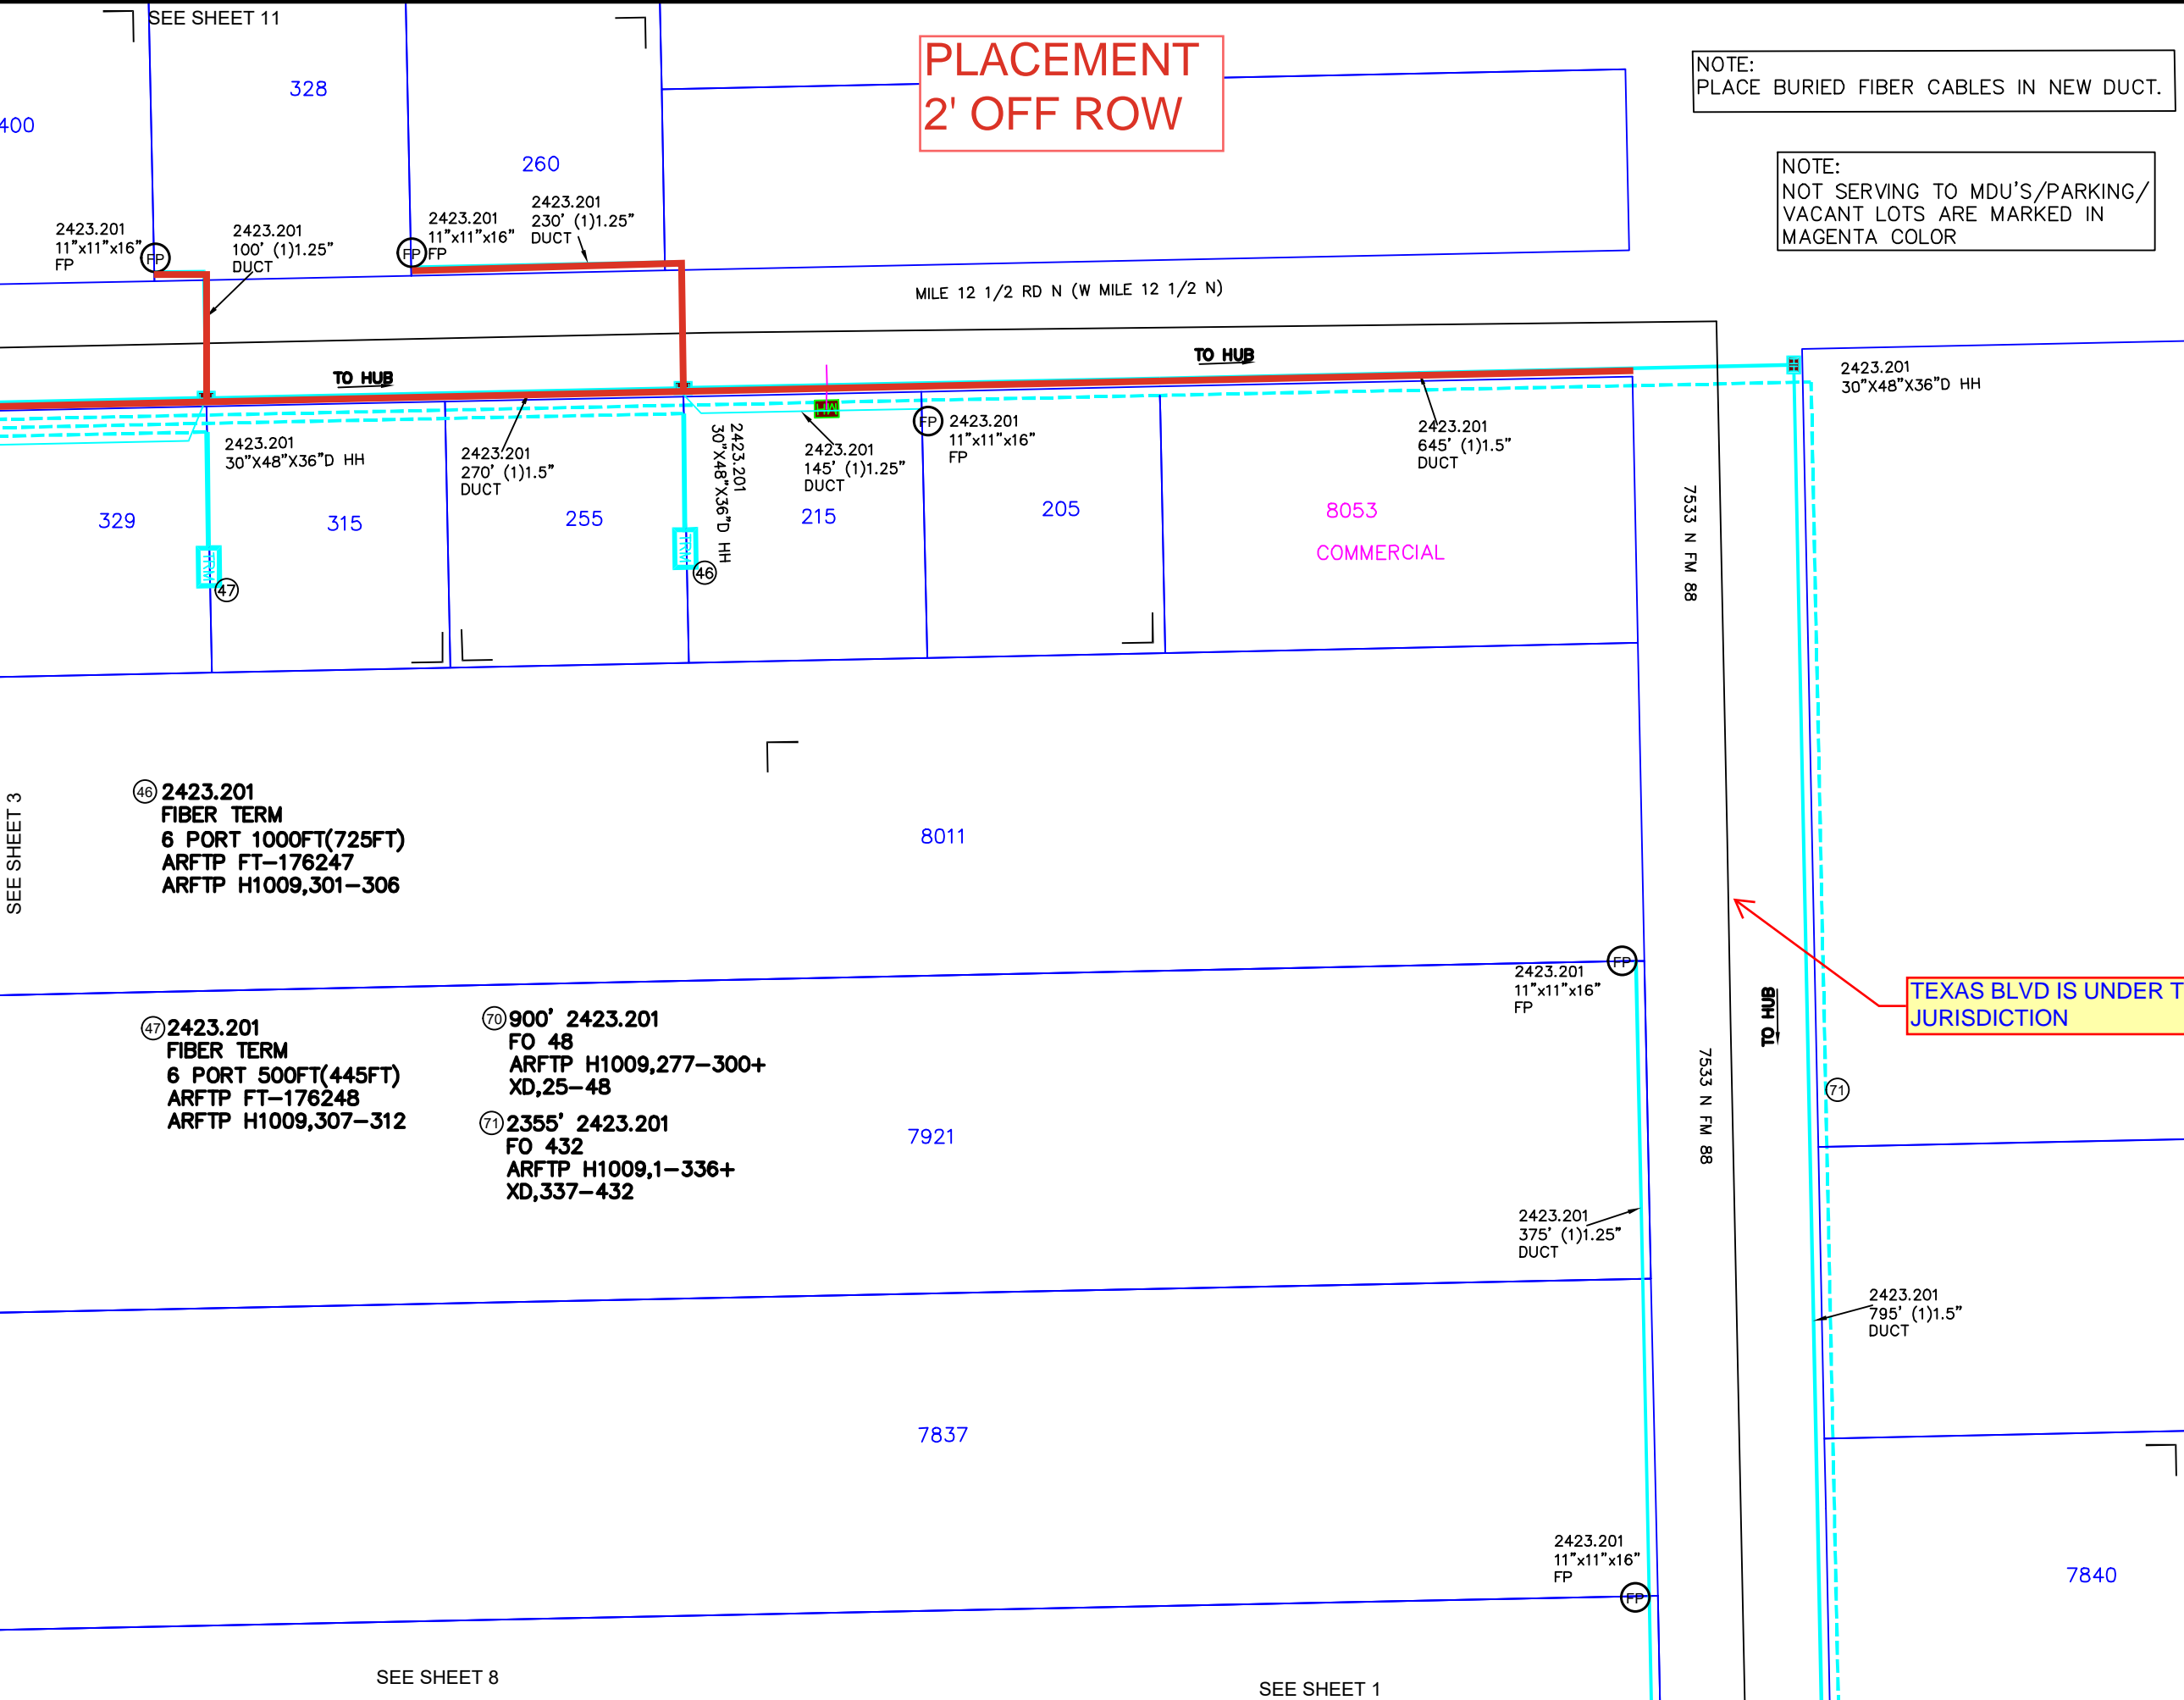 SEE SHEET 11
PLACEMENT
2' OFF ROW
NOTE:
PLACE BURIED FIBER CABLES IN NEW DUCT.
NOTE:
NOT SERVING TO MDU'S/PARKING/
VACANT LOTS ARE MARKED IN
MAGENTA COLOR
400
328
260
2423.201
11"x11"x16"
FP
FP
2423.201
100' (1)1.25"
DUCT
2423.201
11"x11"x16"
FP
FP
2423.201
230' (1)1.25"
DUCT
MILE 12 1/2 RD N (W MILE 12 1/2 N)
TO HUB
TO HUB
2423.201
30"X48"X36"D HH
2423.201
30"X48"X36"D HH
2423.201
270' (1)1.5"
DUCT
2423.201
30"X48"X36"D HH
HW
2423.201
145' (1)1.25"
DUCT
FP
2423.201
11"x11"x16"
FP
2423.201
645' (1)1.5"
DUCT
329
315
255
215
205
8053
COMMERCIAL
7533 N FM 88
TRM
47
TRM
46
SEE SHEET 3
46 2423.201
FIBER TERM
6 PORT 1000FT(725FT)
ARFTP FT-176247
ARFTP H1009,301-306
8011
47 2423.201
FIBER TERM
6 PORT 500FT(445FT)
ARFTP FT-176248
ARFTP H1009,307-312
70 900' 2423.201
FO 48
ARFTP H1009,277-300+
XD,25-48
71 2355' 2423.201
FO 432
ARFTP H1009,1-336+
XD,337-432
7921
FP
2423.201
11"x11"x16"
FP
TO HUB
TEXAS BLVD IS UNDER T
JURISDICTION
71
7533 N FM 88
2423.201
375' (1)1.25"
DUCT
2423.201
795' (1)1.5"
DUCT
7837
2423.201
11"x11"x16"
FP
FP
7840
SEE SHEET 8
SEE SHEET 1